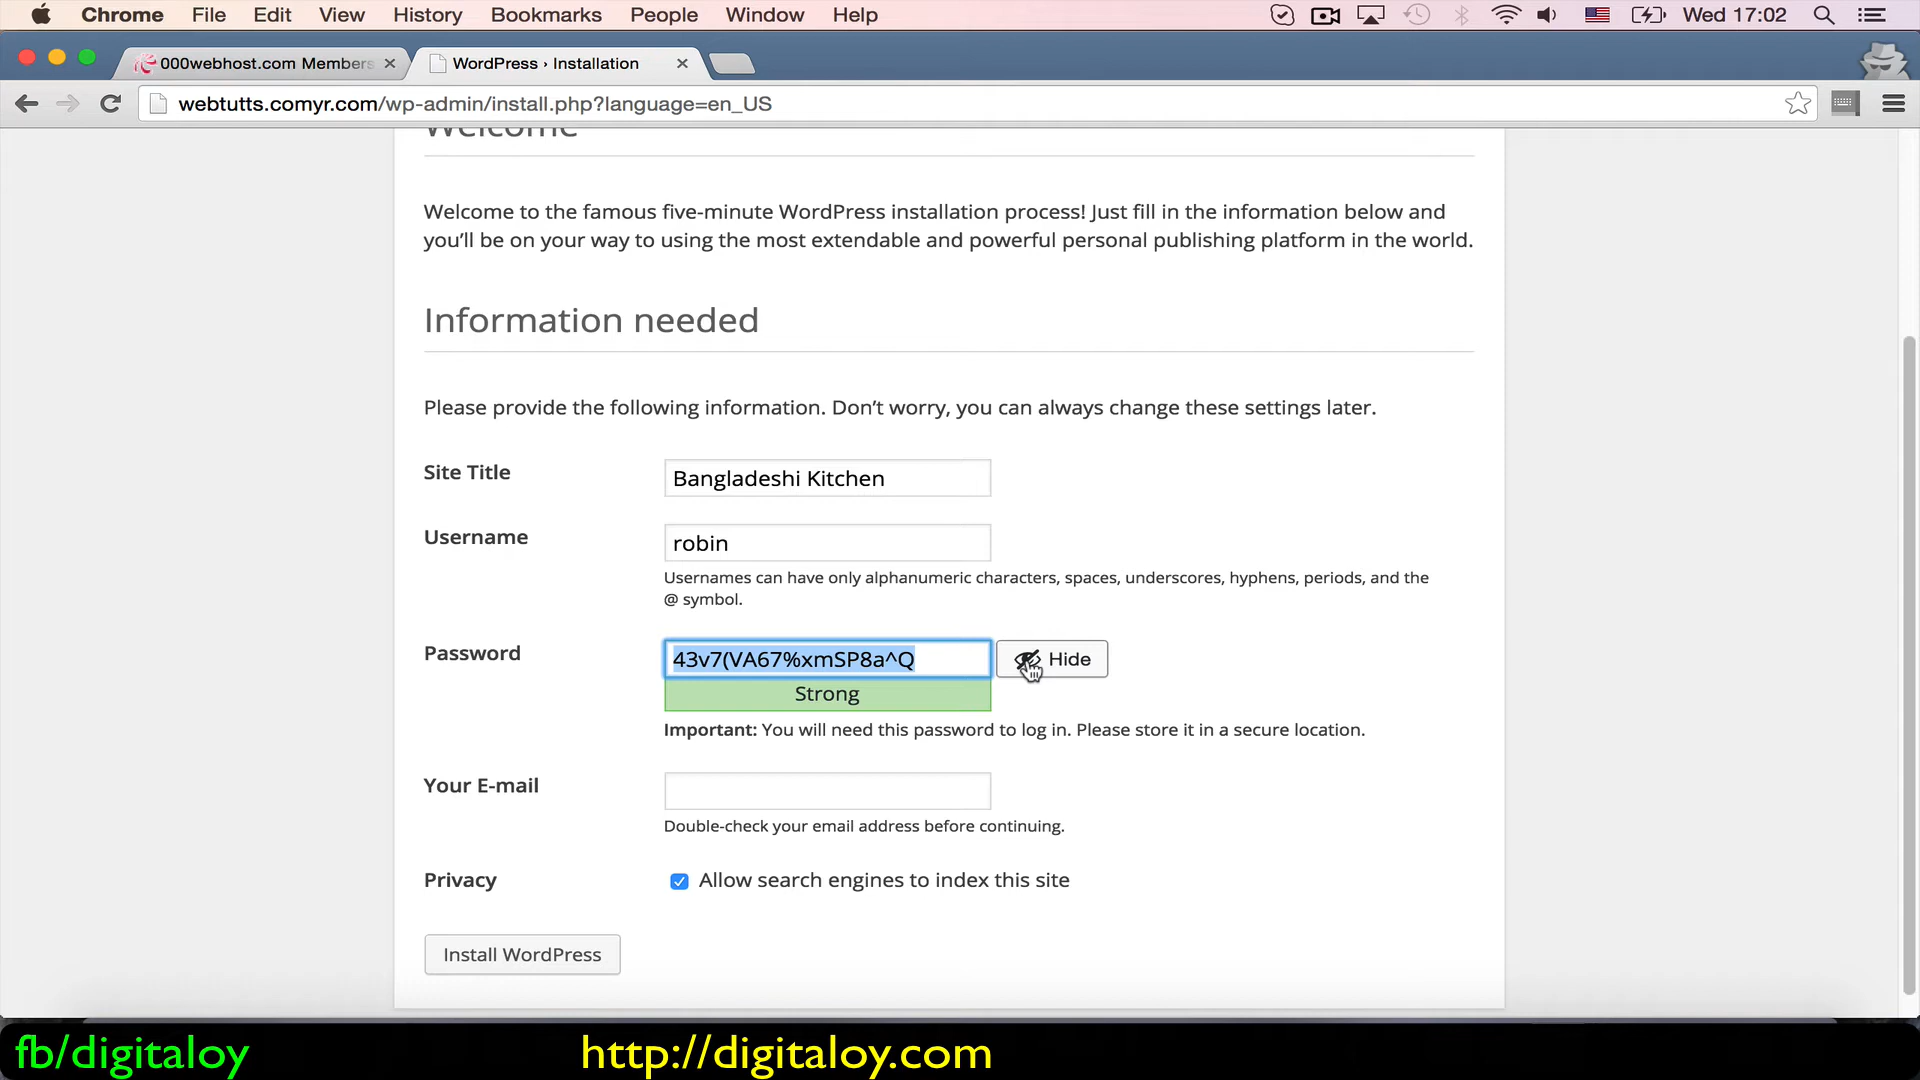 Chrome File Edit View History Bookmarks People Window Help Wed 17:02
000webhost.com Members WordPress › Installation
webtutts.comyr.com/wp-admin/install.php?language=en_US
Welcome
Welcome to the famous five-minute WordPress installation process! Just fill in the information below and
you’ll be on your way to using the most extendable and powerful personal publishing platform in the world.
Information needed
Please provide the following information. Don’t worry, you can always change these settings later.
Site Title Bangladeshi Kitchen
Username robin
Usernames can have only alphanumeric characters, spaces, underscores, hyphens, periods, and the
@ symbol.
Password 43v7(VA67%xmSP8a^Q Hide
Strong
Important: You will need this password to log in. Please store it in a secure location.
Your E-mail
Double-check your email address before continuing.
Privacy Allow search engines to index this site
Install WordPress
fb/digitaloy http://digitaloy.com